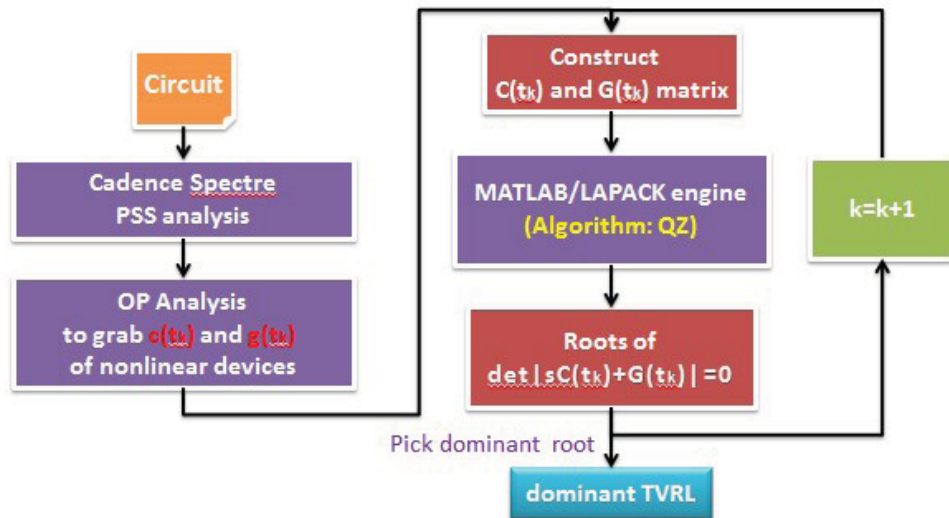 Circuit
Cadence Spectre
PSS analysis
OP Analysis
to grab c(tₖ) and g(tₖ)
of nonlinear devices
Construct
C(tₖ) and G(tₖ) matrix
MATLAB/LAPACK engine
(Algorithm: QZ)
Roots of
det|sC(tₖ)+G(tₖ)|=0
k=k+1
Pick dominant root
dominant TVRL